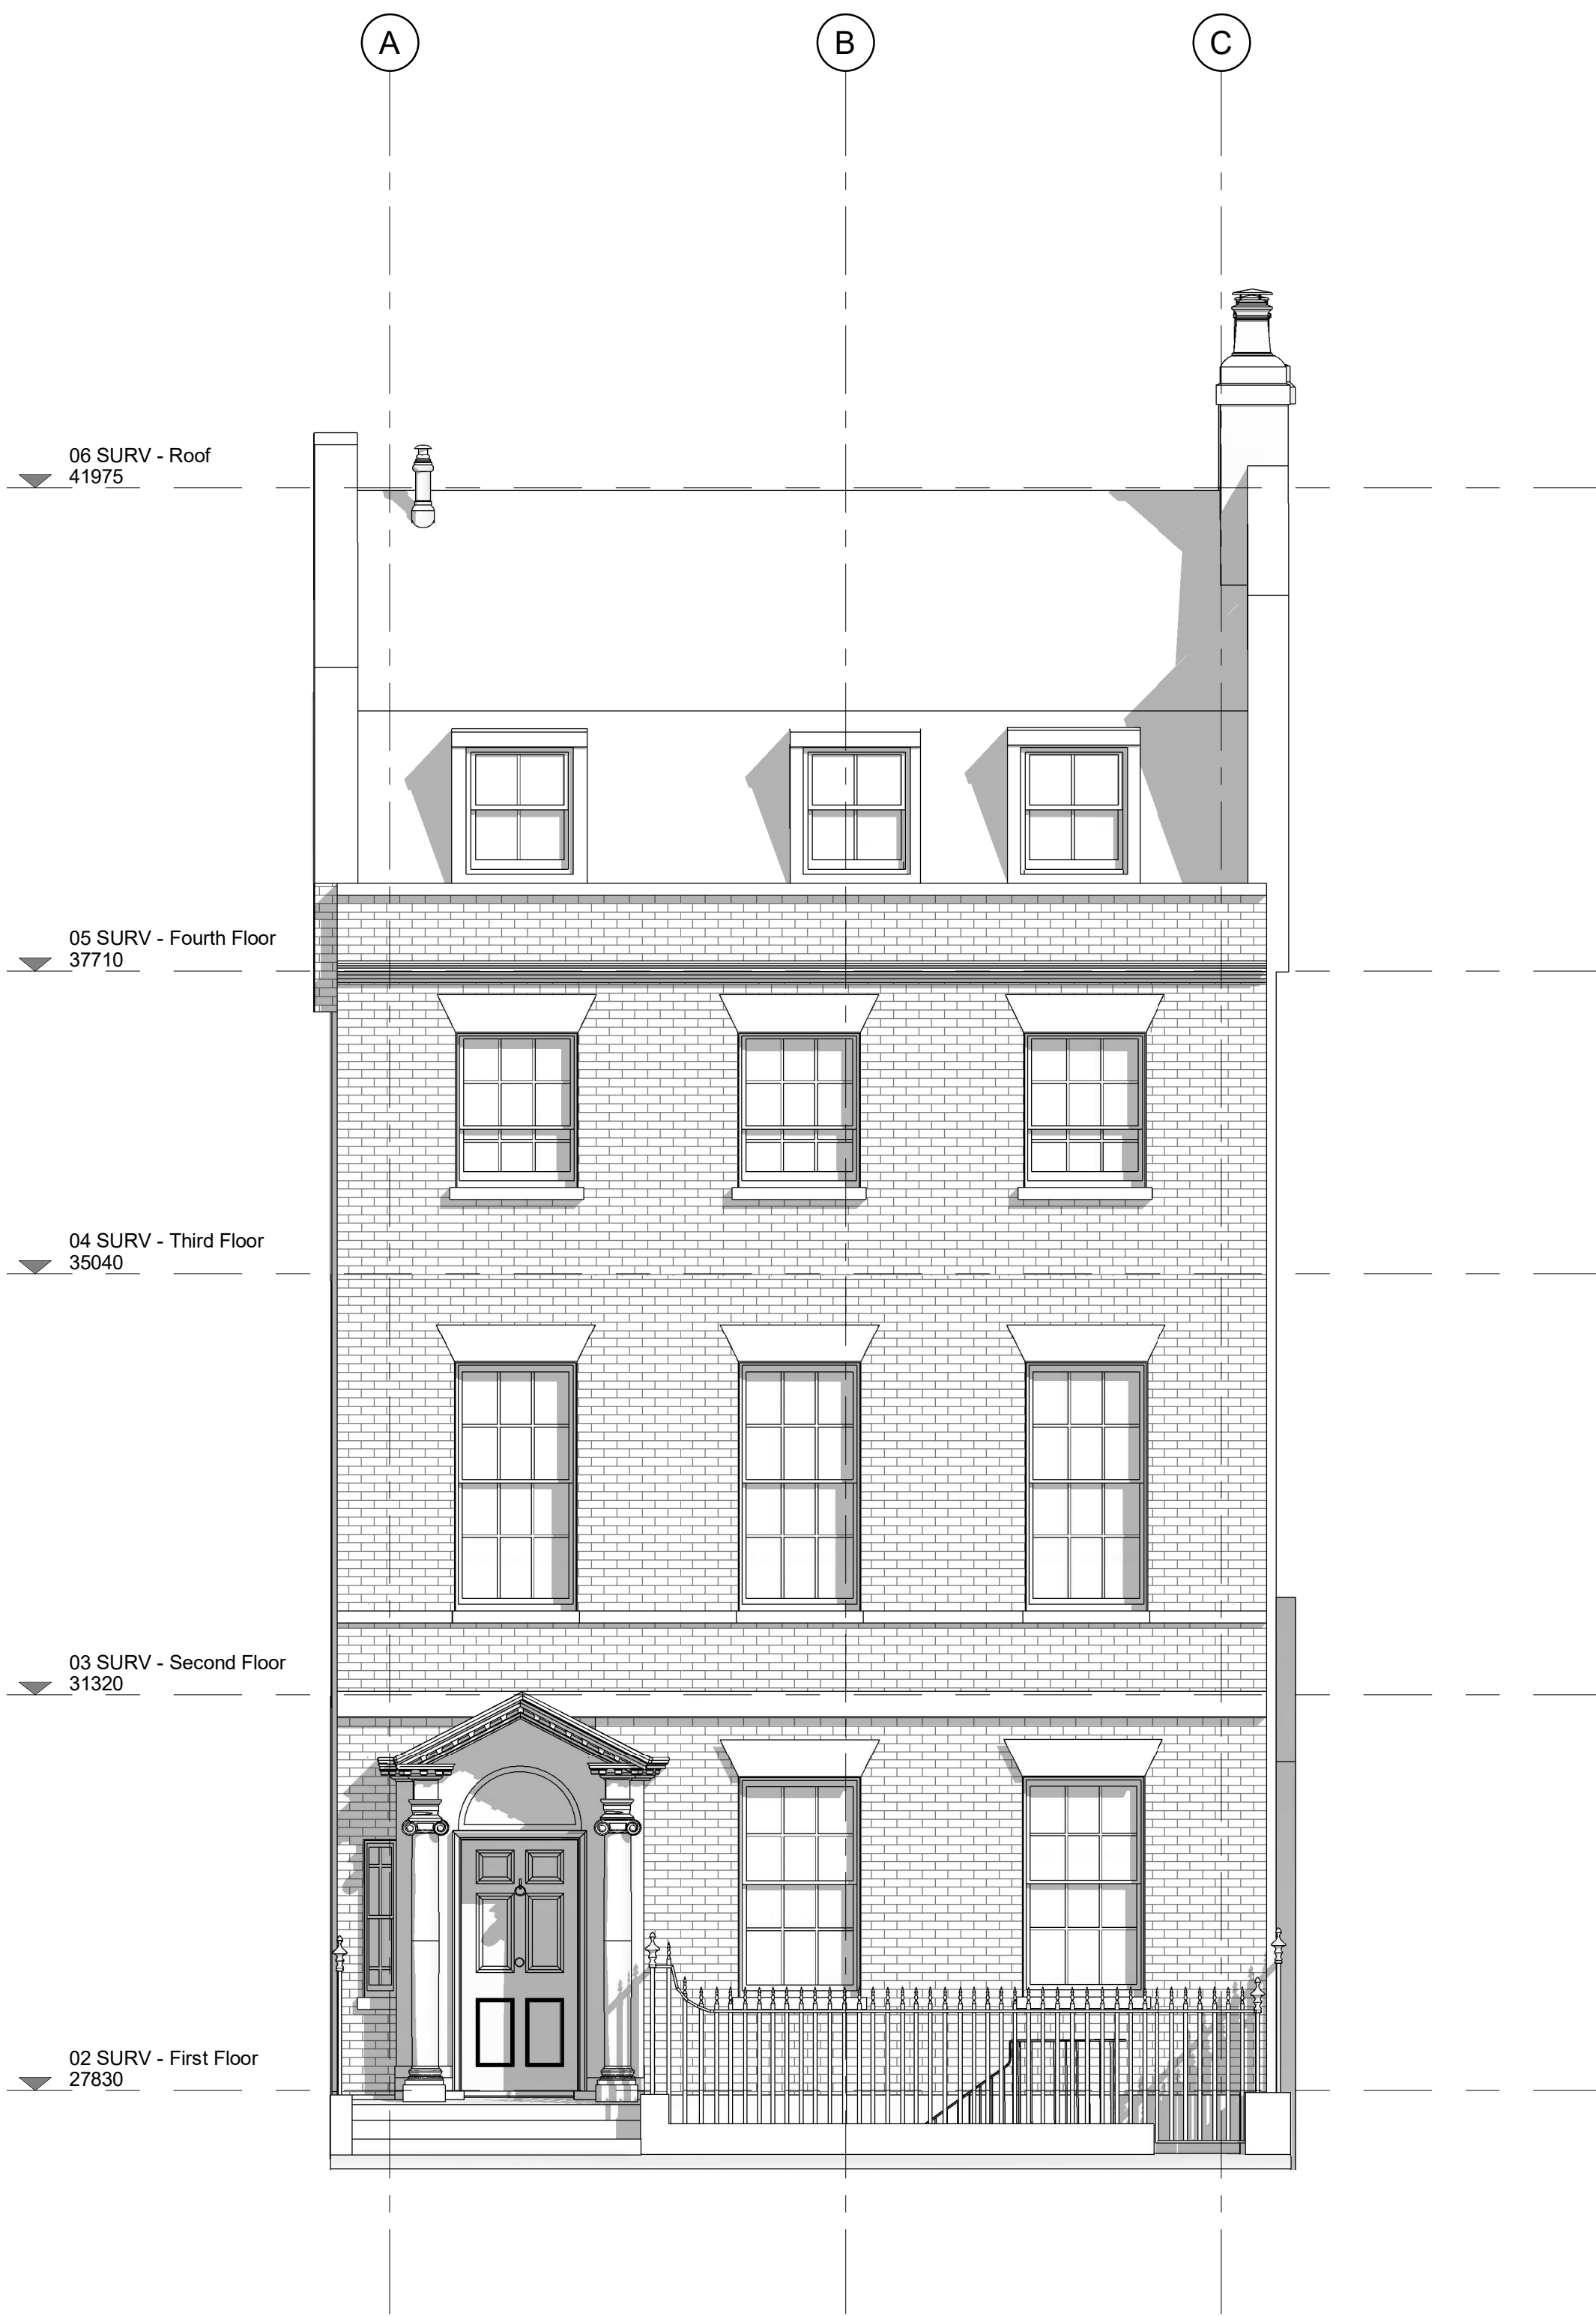 A
B
C
06 SURV - Roof
41975
05 SURV - Fourth Floor
37710
04 SURV - Third Floor
35040
03 SURV - Second Floor
31320
02 SURV - First Floor
27830